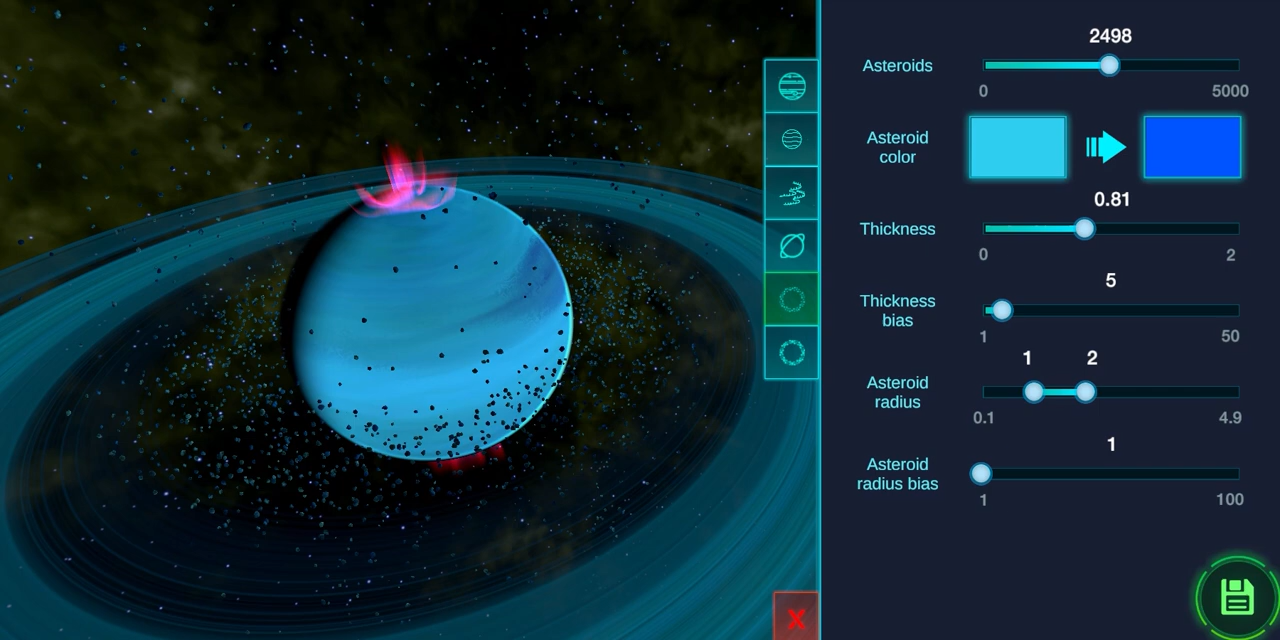 2498
Asteroids
0 5000
Asteroid
color
0.81
Thickness
0 2
5
Thickness
bias
1 50
1 2
Asteroid
radius
0.1 4.9
1
Asteroid
radius bias
1 100
X